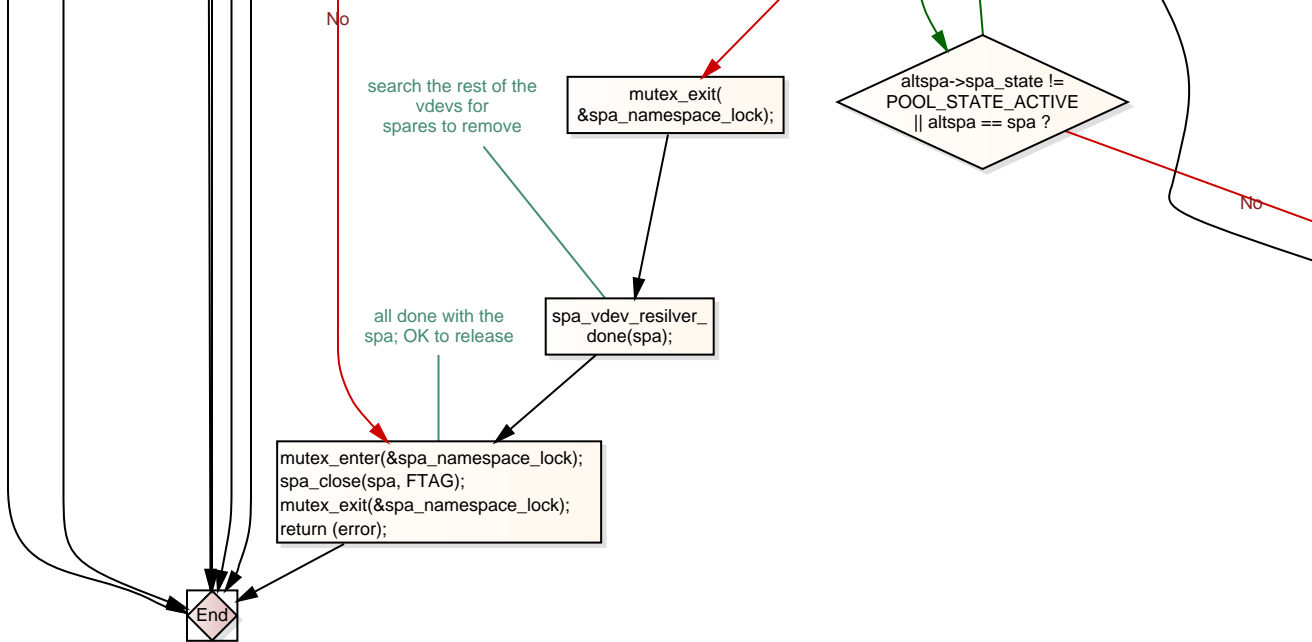 No
search the rest of the
vdevs for
spares to remove
mutex_exit(
&spa_namespace_lock);
altspa->spa_state !=
POOL_STATE_ACTIVE
|| altspa == spa ?
No
all done with the
spa; OK to release
spa_vdev_resilver_
done(spa);
mutex_enter(&spa_namespace_lock);
spa_close(spa, FTAG);
mutex_exit(&spa_namespace_lock);
return (error);
End